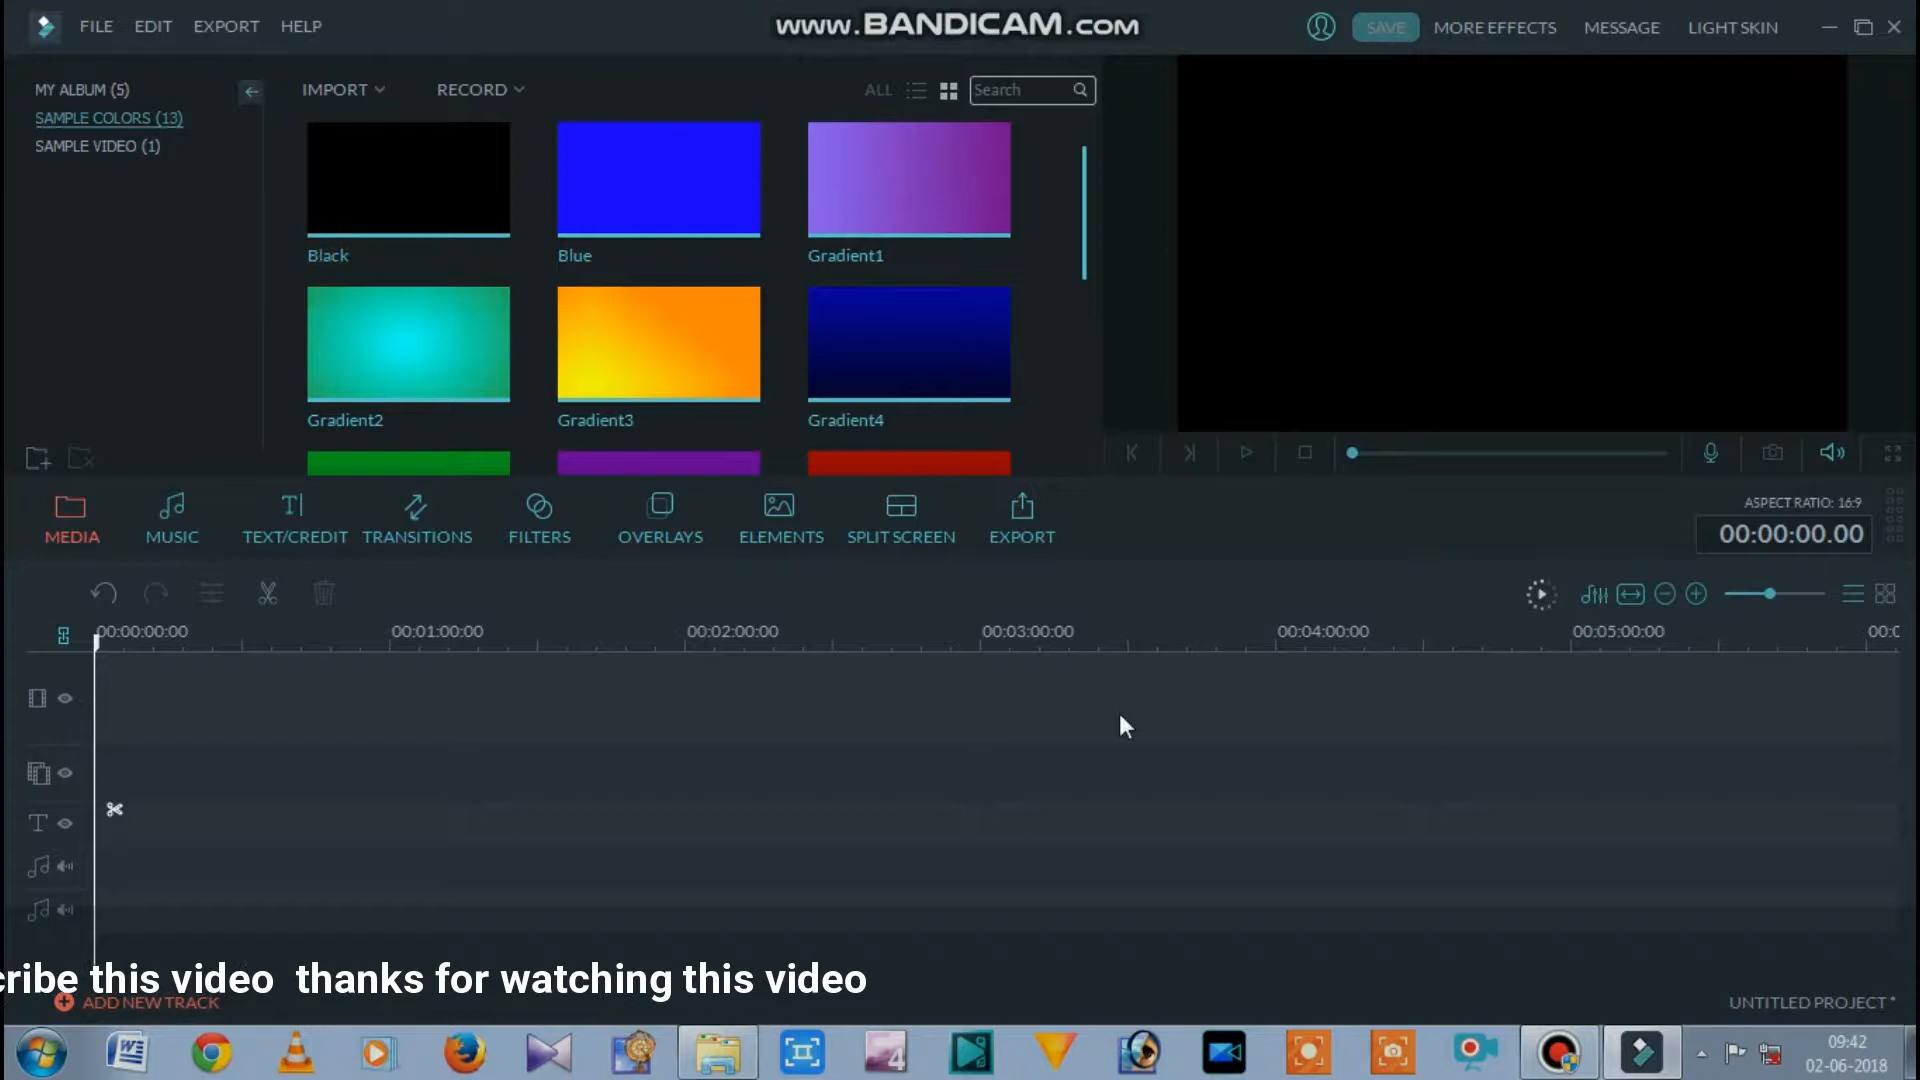 FILE EDIT EXPORT HELP
www.BANDICAM.com
SAVE MORE EFFECTS MESSAGE LIGHT SKIN
MY ALBUM (5)
SAMPLE COLORS (13)
SAMPLE VIDEO (1)
IMPORT RECORD ALL Search
Black Blue Gradient1
Gradient2 Gradient3 Gradient4
MEDIA MUSIC TEXT/CREDIT TRANSITIONS FILTERS OVERLAYS ELEMENTS SPLIT SCREEN EXPORT
ASPECT RATIO: 16:9
00:00:00.00
00:00:00:00 00:01:00:00 00:02:00:00 00:03:00:00 00:04:00:00 00:05:00:00
cribe this video thanks for watching this video
ADD NEW TRACK
UNTITLED PROJECT *
4
09:42
02-06-2018